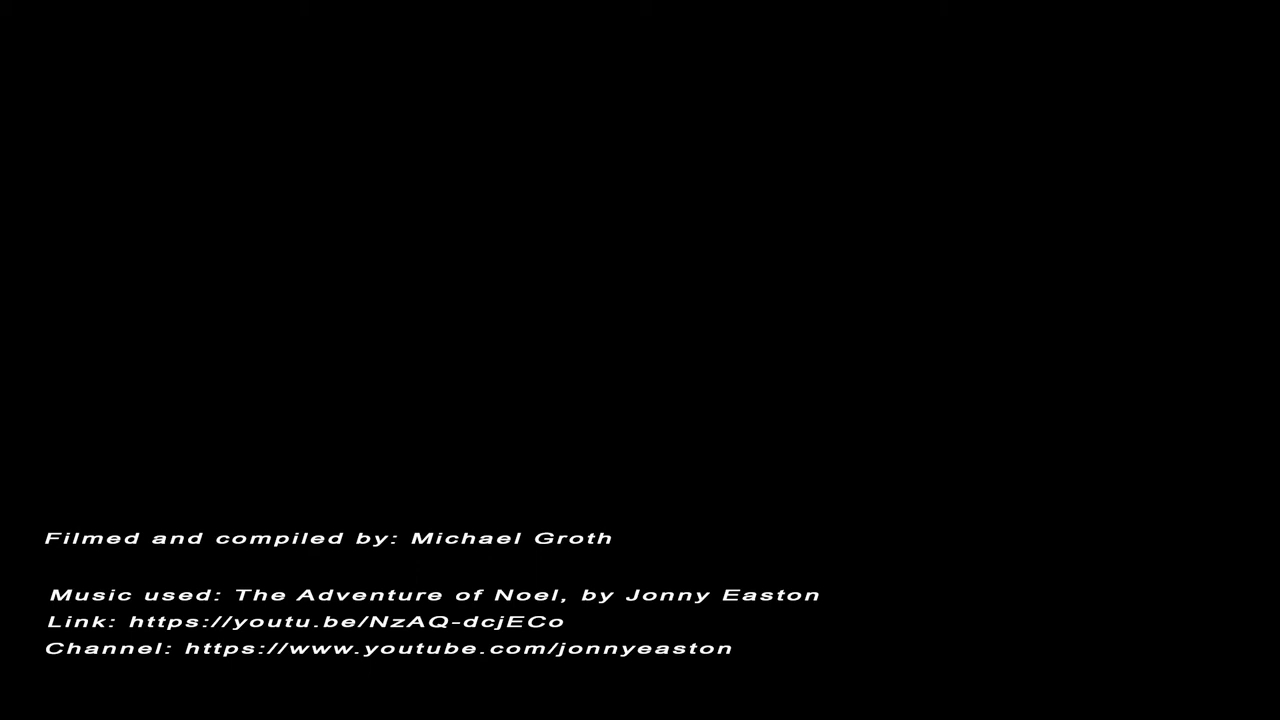 Filmed and compiled by: Michael Groth
Music used: The Adventure of Noel, by Jonny Easton
Link: https://youtu.be/NzAQ-dcjECo
Channel: https://www.youtube.com/jonnyeaston